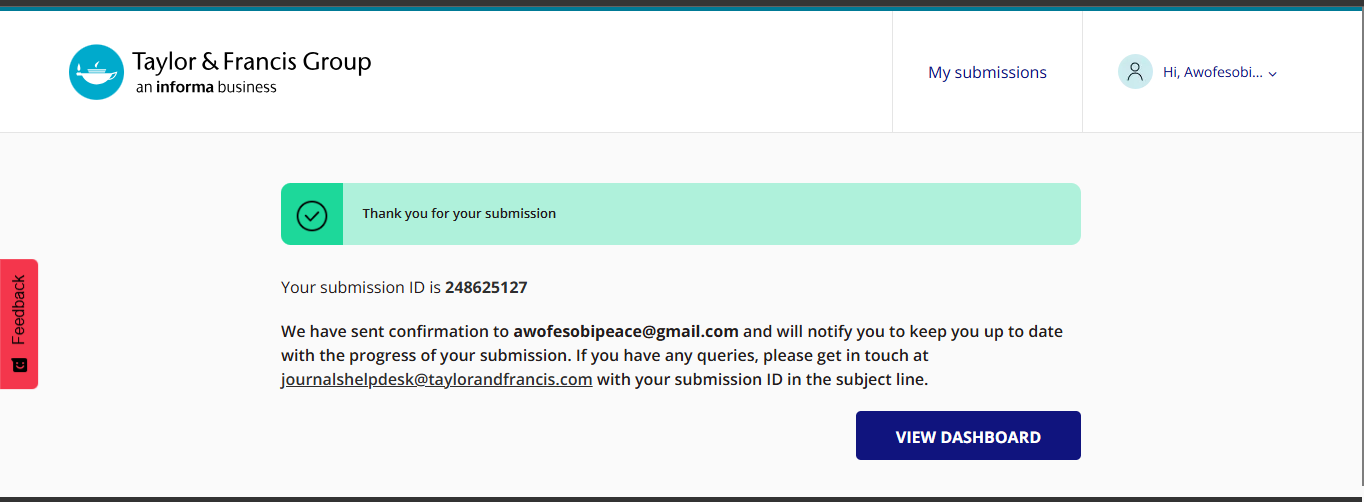 Taylor & Francis Group
an informa business
My submissions
Hi, Awofesobi...
Thank you for your submission
Feedback
Your submission ID is 248625127
We have sent confirmation to awofesobipeace@gmail.com and will notify you to keep you up to date
with the progress of your submission. If you have any queries, please get in touch at
journalshelpdesk@taylorandfrancis.com with your submission ID in the subject line.
VIEW DASHBOARD